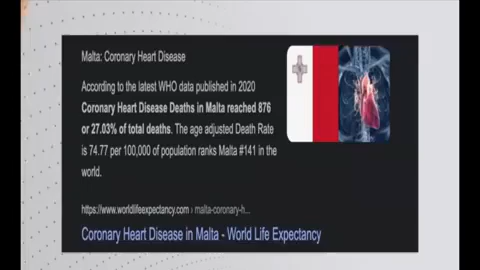 Malta: Coronary Heart Disease
According to the latest WHO data published in 2020
Coronary Heart Disease Deaths in Malta reached 876
or 27.03% of total deaths. The age adjusted Death Rate
is 74.77 per 100,000 of population ranks Malta #141 in the
world.
https://www.worldlifeexpectancy.com › malta-coronary-h...
Coronary Heart Disease in Malta - World Life Expectancy